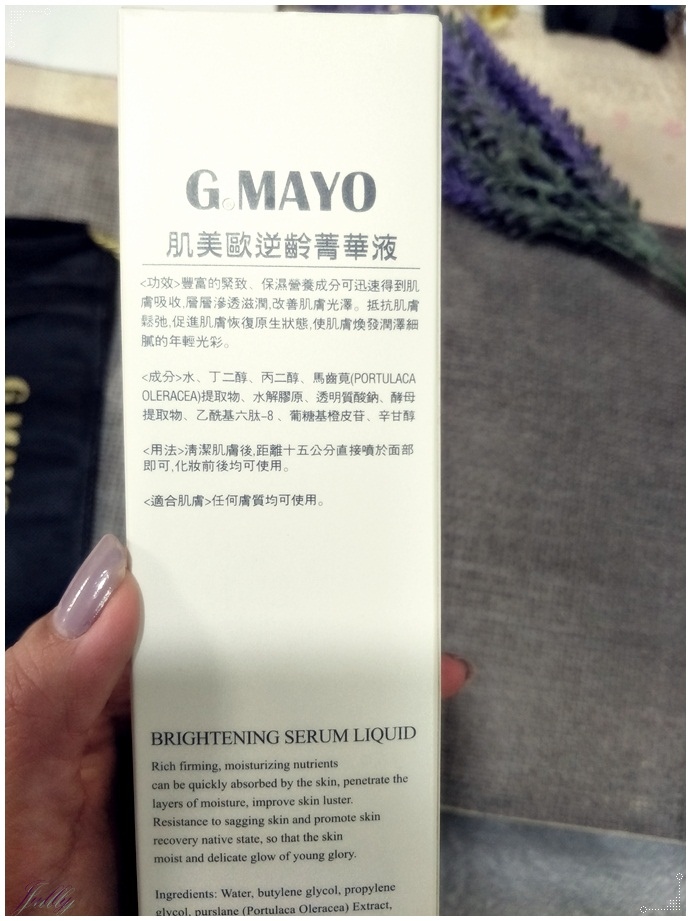 G.MAYO
肌美歐逆齡菁華液
<功效>豐富的緊致、保濕營養成分可迅速得到肌
膚吸收,層層滲透滋潤,改善肌膚光澤。抵抗肌膚
鬆弛,促進肌膚恢復原生狀態,使肌膚煥發潤澤細
膩的年輕光彩。
<成分>水、丁二醇、丙二醇、馬齒莧(PORTULACA
OLERACEA)提取物、水解膠原、透明質酸鈉、酵母
提取物、乙酰基六肽-8、葡糖基橙皮苷、辛甘醇
<用法>清潔肌膚後,距離十五公分直接噴於面部
即可,化妝前後均可使用。
<適合肌膚>任何膚質均可使用。
BRIGHTENING SERUM LIQUID
Rich firming, moisturizing nutrients
can be quickly absorbed by the skin, penetrate the
layers of moisture, improve skin luster.
Resistance to sagging skin and promote skin
recovery native state, so that the skin
moist and delicate glow of young glory.
Ingredients: Water, butylene glycol, propylene
glycol, purslane (Portulaca Oleracea) Extract,